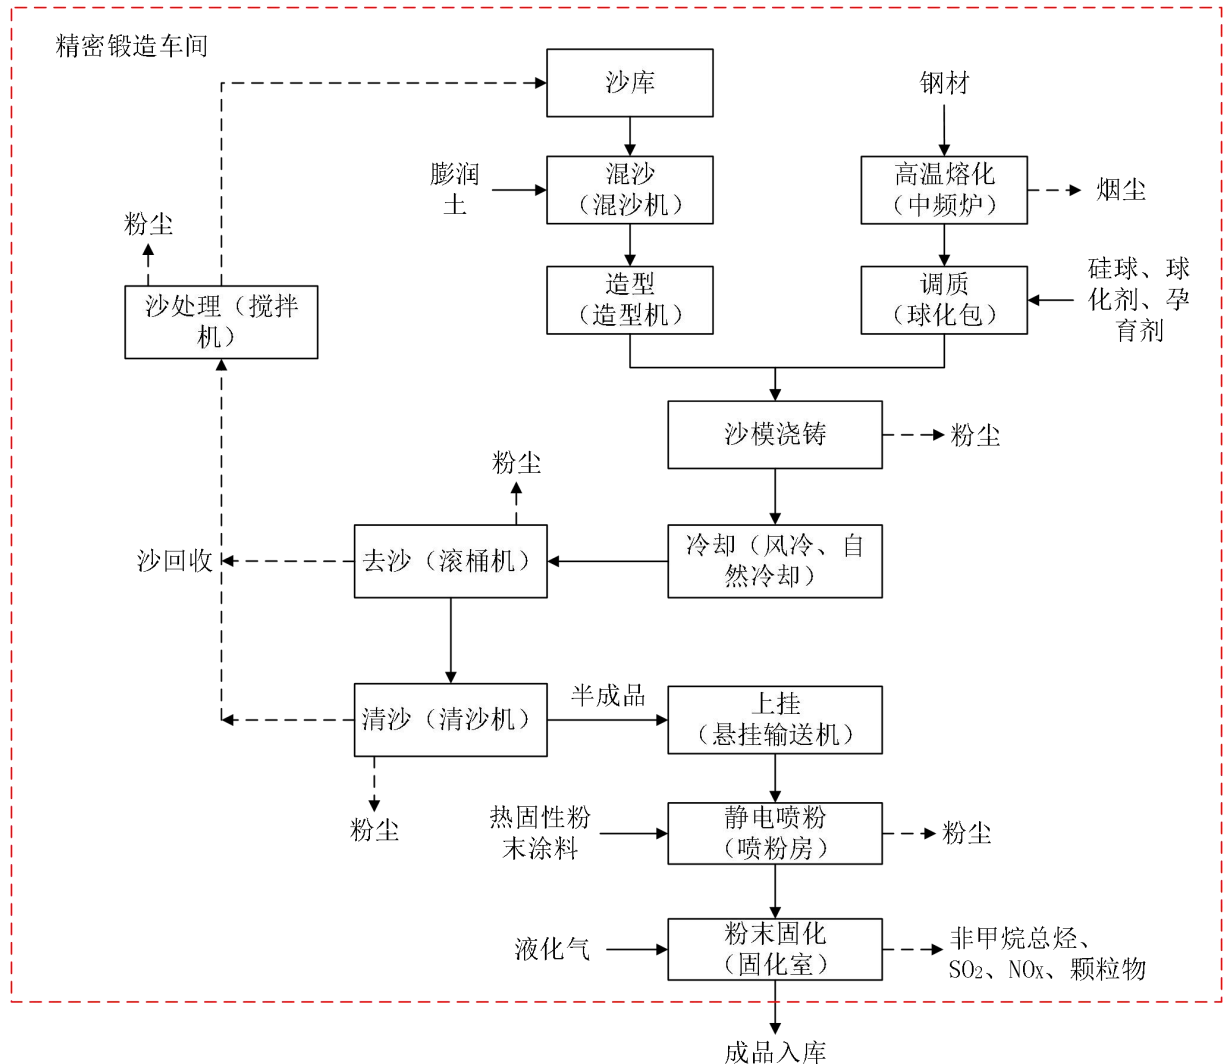 精密锻造车间
沙库
钢材
膨润
土
混沙
（混沙机）
高温熔化
（中频炉）
烟尘
粉尘
沙处理（搅拌
机）
造型
（造型机）
调质
（球化包）
硅球、球
化剂、孕
育剂
沙模浇铸
粉尘
粉尘
沙回收
去沙（滚桶机）
冷却（风冷、自
然冷却）
清沙（清沙机）
半成品
上挂
（悬挂输送机）
粉尘
热固性粉
末涂料
静电喷粉
（喷粉房）
粉尘
液化气
粉末固化
（固化室）
非甲烷总烃、
SO₂、NOx、颗粒物
成品入库